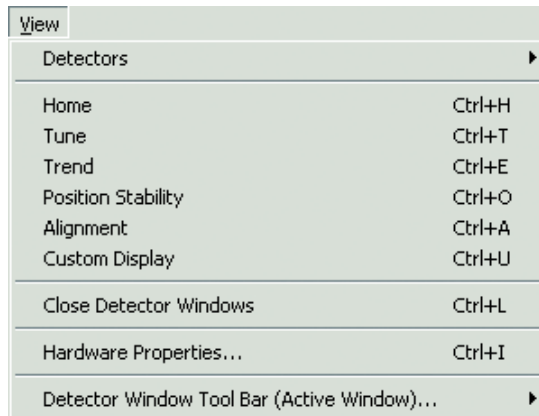 View
Detectors
Home Ctrl+H
Tune Ctrl+T
Trend Ctrl+E
Position Stability Ctrl+O
Alignment Ctrl+A
Custom Display Ctrl+U
Close Detector Windows Ctrl+L
Hardware Properties... Ctrl+I
Detector Window Tool Bar (Active Window)...